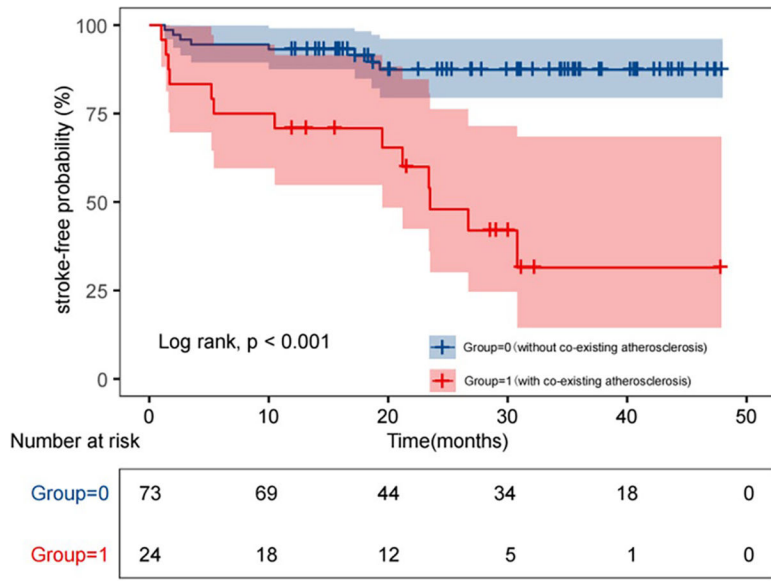 100
75
50
25
0
stroke-free probability (%)
Log rank, p < 0.001
Group=0(without co-existing atherosclerosis)
Group=1(with co-existing atherosclerosis)
0 10 20 30 40 50
Number at risk Time(months)
Group=0 73 69 44 34 18 0
Group=1 24 18 12 5 1 0